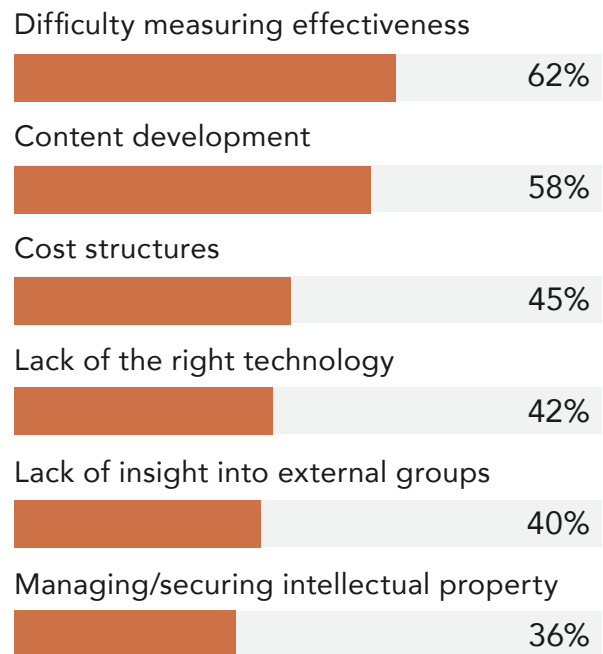 Difficulty measuring effectiveness
62%
Content development
58%
Cost structures
45%
Lack of the right technology
42%
Lack of insight into external groups
40%
Managing/securing intellectual property
36%